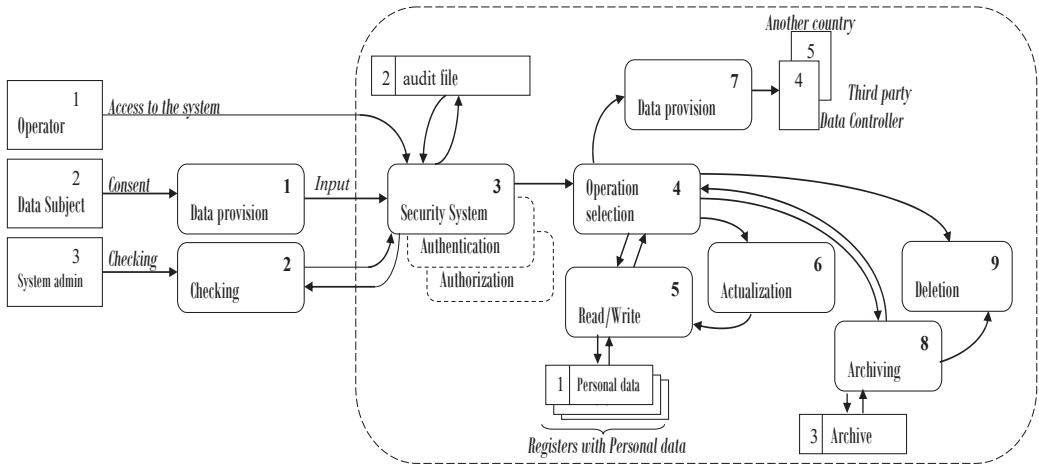 Another country
5
4
Third party
Data Controller
7
Data provision
2 audit file
1
Operator
Access to the system
2
Data Subject
Consent
1
Data provision
Input
3
Security System
Authentication
Authorization
4
Operation
selection
3
System admin
Checking
2
Checking
5
Read/Write
6
Actualization
9
Deletion
8
Archiving
1 Personal data
Registers with Personal data
3 Archive